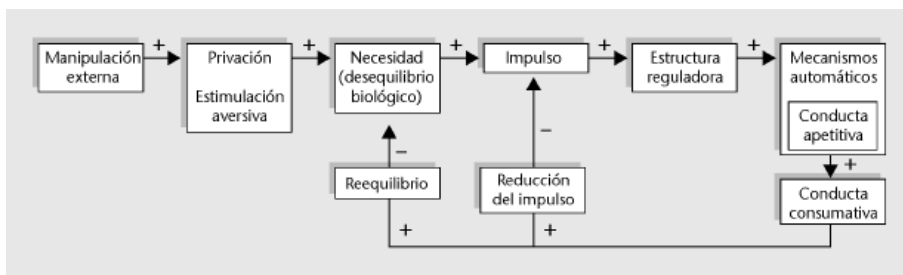 Manipulación
externa
+
Privación
Estimulación
aversiva
+
Necesidad
(desequilibrio
biológico)
+
Impulso
+
Estructura
reguladora
+
Mecanismos
automáticos
Conducta
apetitiva
+
Conducta
consumativa
–
Reequilibrio
+
–
Reducción
del impulso
+